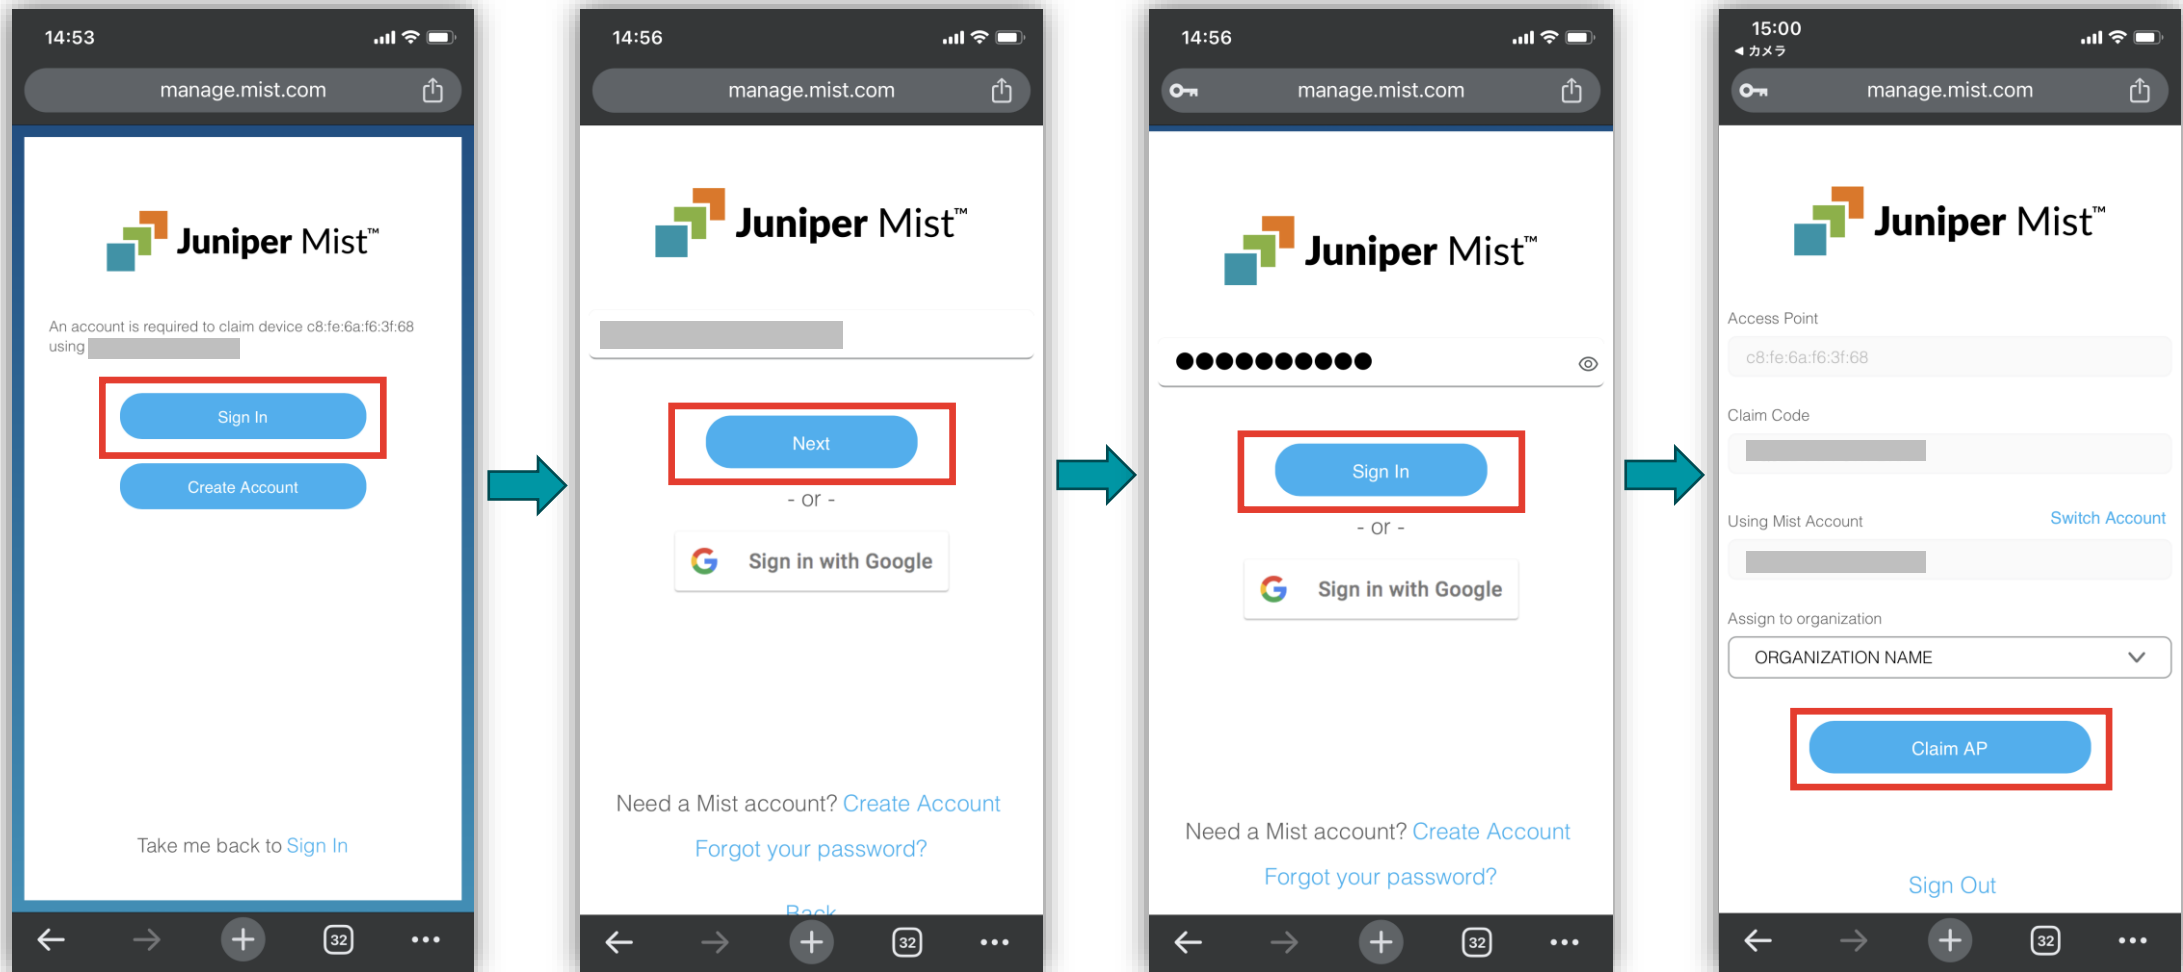 14:53
manage.mist.com
Juniper Mist™
An account is required to claim device c8:fe:6a:f6:3f:68
using
Sign In
Create Account
Take me back to Sign In
32
14:56
manage.mist.com
Juniper Mist™
Next
- or -
Sign in with Google
Need a Mist account? Create Account
Forgot your password?
Back
32
14:56
manage.mist.com
Juniper Mist™
Sign In
- or -
Sign in with Google
Need a Mist account? Create Account
Forgot your password?
32
15:00
◀ カメラ
manage.mist.com
Juniper Mist™
Access Point
c8:fe:6a:f6:3f:68
Claim Code
Using Mist Account Switch Account
Assign to organization
ORGANIZATION NAME
Claim AP
Sign Out
32